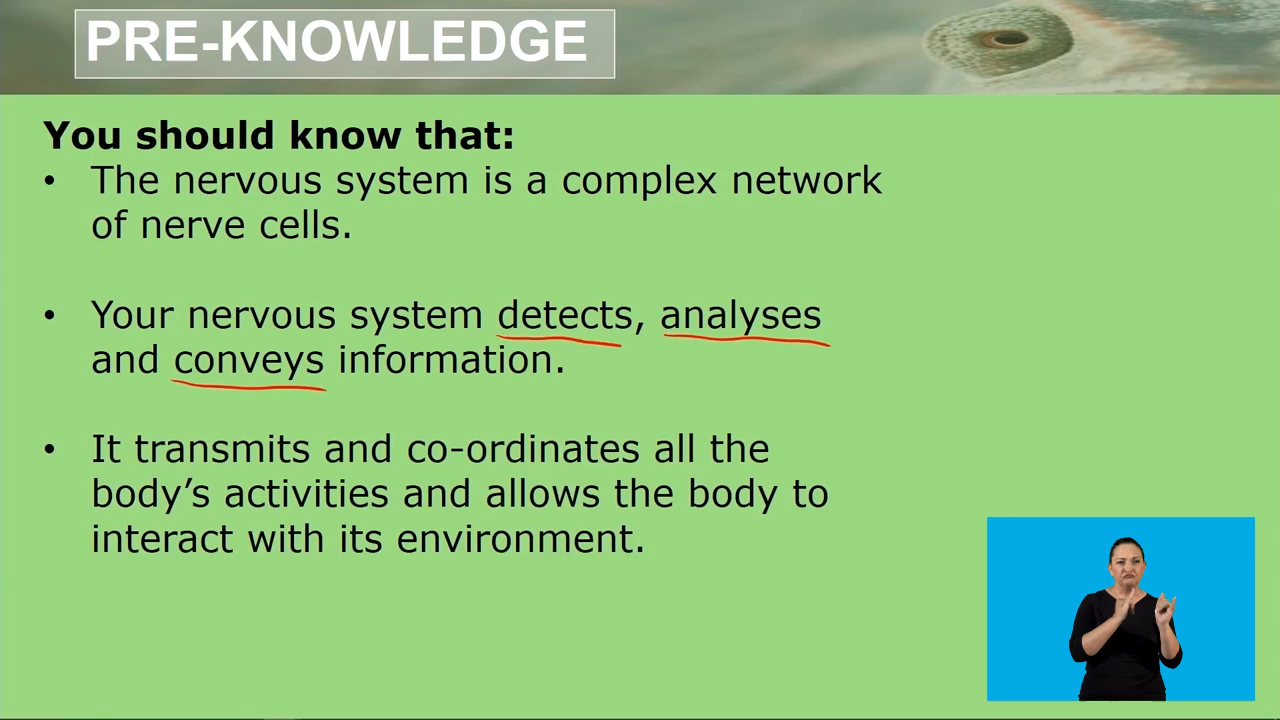 PRE-KNOWLEDGE
You should know that:
• The nervous system is a complex network
of nerve cells.
• Your nervous system detects, analyses
and conveys information.
• It transmits and co-ordinates all the
body’s activities and allows the body to
interact with its environment.